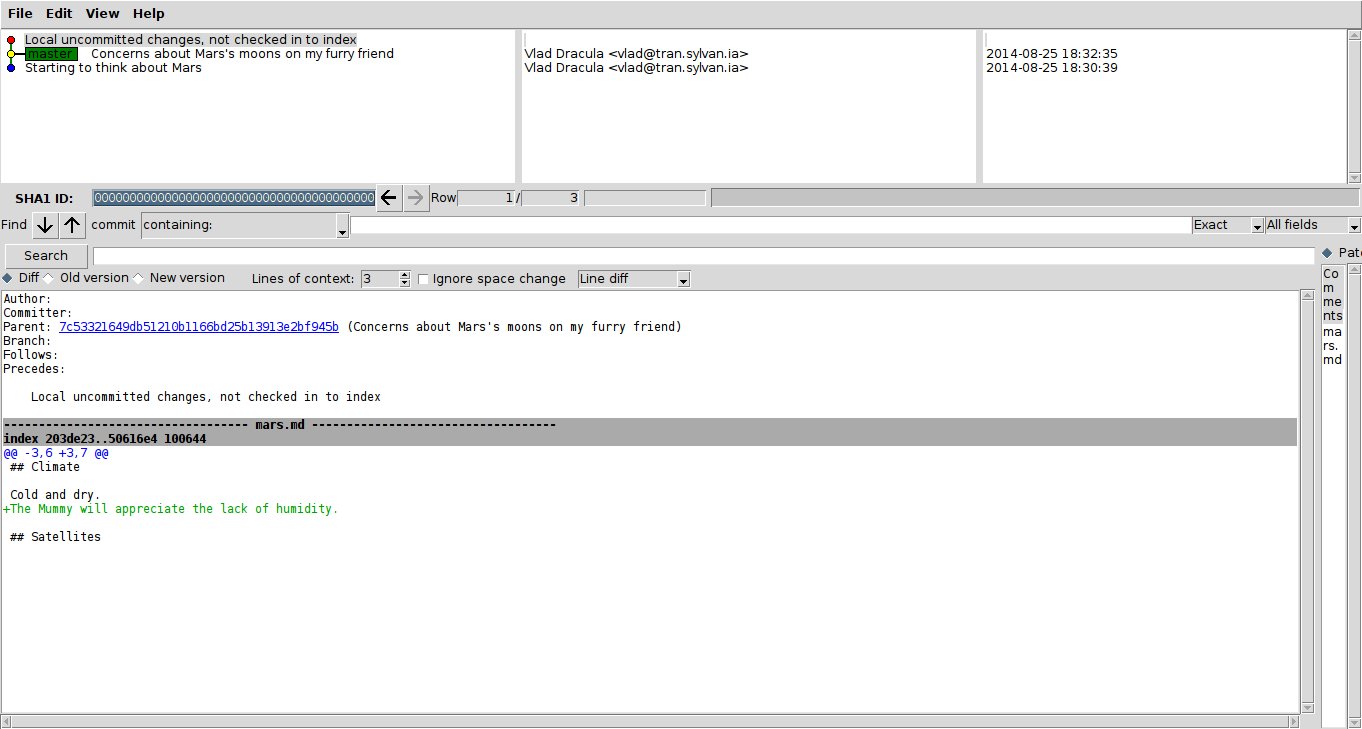 File Edit View Help
Local uncommitted changes, not checked in to index
master Concerns about Mars's moons on my furry friend Vlad Dracula <vlad@tran.sylvan.ia> 2014-08-25 18:32:35
Starting to think about Mars Vlad Dracula <vlad@tran.sylvan.ia> 2014-08-25 18:30:39
SHA1 ID: 0000000000000000000000000000000000000000 Row 1 / 3
Find commit containing: Exact All fields
Search
Diff Old version New version Lines of context: 3 Ignore space change Line diff
Author:
Committer:
Parent: 7c53321649db51210b1166bd25b13913e2bf945b (Concerns about Mars's moons on my furry friend)
Branch:
Follows:
Precedes:
Local uncommitted changes, not checked in to index
----------------------------------- mars.md -----------------------------------
index 203de23..50616e4 100644
@@ -3,6 +3,7 @@
## Climate
Cold and dry.
+The Mummy will appreciate the lack of humidity.
## Satellites
Co
m
me
nts
ma
rs.
md